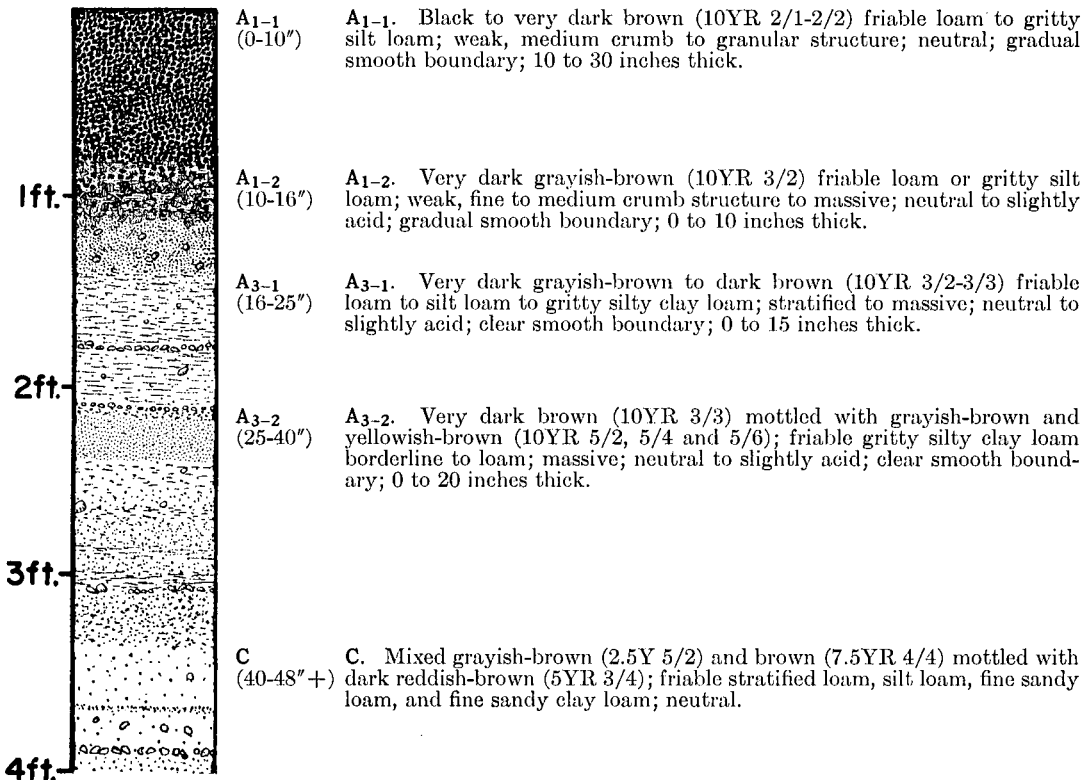 A1-1
(0-10")
A1-1. Black to very dark brown (10YR 2/1-2/2) friable loam to gritty
silt loam; weak, medium crumb to granular structure; neutral; gradual
smooth boundary; 10 to 30 inches thick.
1ft.
A1-2
(10-16")
A1-2. Very dark grayish-brown (10YR 3/2) friable loam or gritty silt
loam; weak, fine to medium crumb structure to massive; neutral to slightly
acid; gradual smooth boundary; 0 to 10 inches thick.
A3-1
(16-25")
A3-1. Very dark grayish-brown to dark brown (10YR 3/2-3/3) friable
loam to silt loam to gritty silty clay loam; stratified to massive; neutral to
slightly acid; clear smooth boundary; 0 to 15 inches thick.
2ft.
A3-2
(25-40")
A3-2. Very dark brown (10YR 3/3) mottled with grayish-brown and
yellowish-brown (10YR 5/2, 5/4 and 5/6); friable gritty silty clay loam
borderline to loam; massive; neutral to slightly acid; clear smooth bound-
ary; 0 to 20 inches thick.
3ft.
C
(40-48"+)
C. Mixed grayish-brown (2.5Y 5/2) and brown (7.5YR 4/4) mottled with
dark reddish-brown (5YR 3/4); friable stratified loam, silt loam, fine sandy
loam, and fine sandy clay loam; neutral.
4ft.